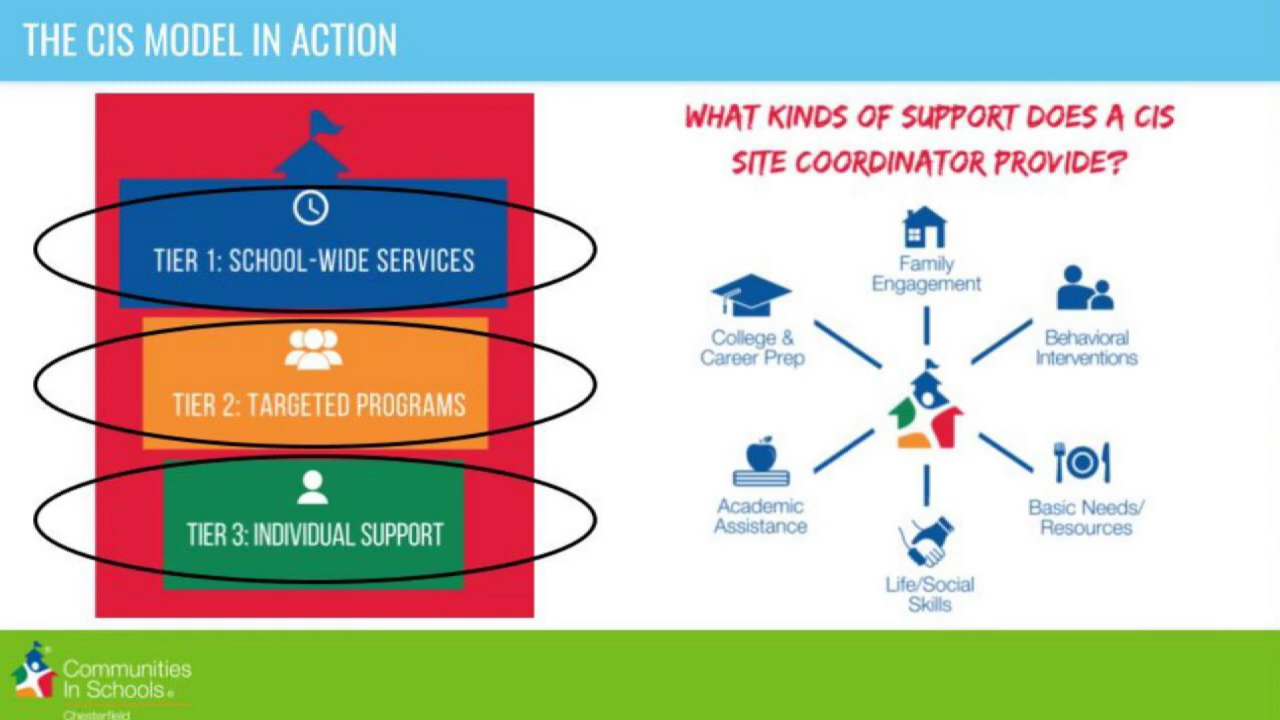 THE CIS MODEL IN ACTION
TIER 1: SCHOOL-WIDE SERVICES
TIER 2: TARGETED PROGRAMS
TIER 3: INDIVIDUAL SUPPORT
WHAT KINDS OF SUPPORT DOES A CIS
SITE COORDINATOR PROVIDE?
Family
Engagement
College &
Career Prep
Behavioral
Interventions
Academic
Assistance
Basic Needs/
Resources
Life/Social
Skills
Communities
In Schools®
Chesterfield